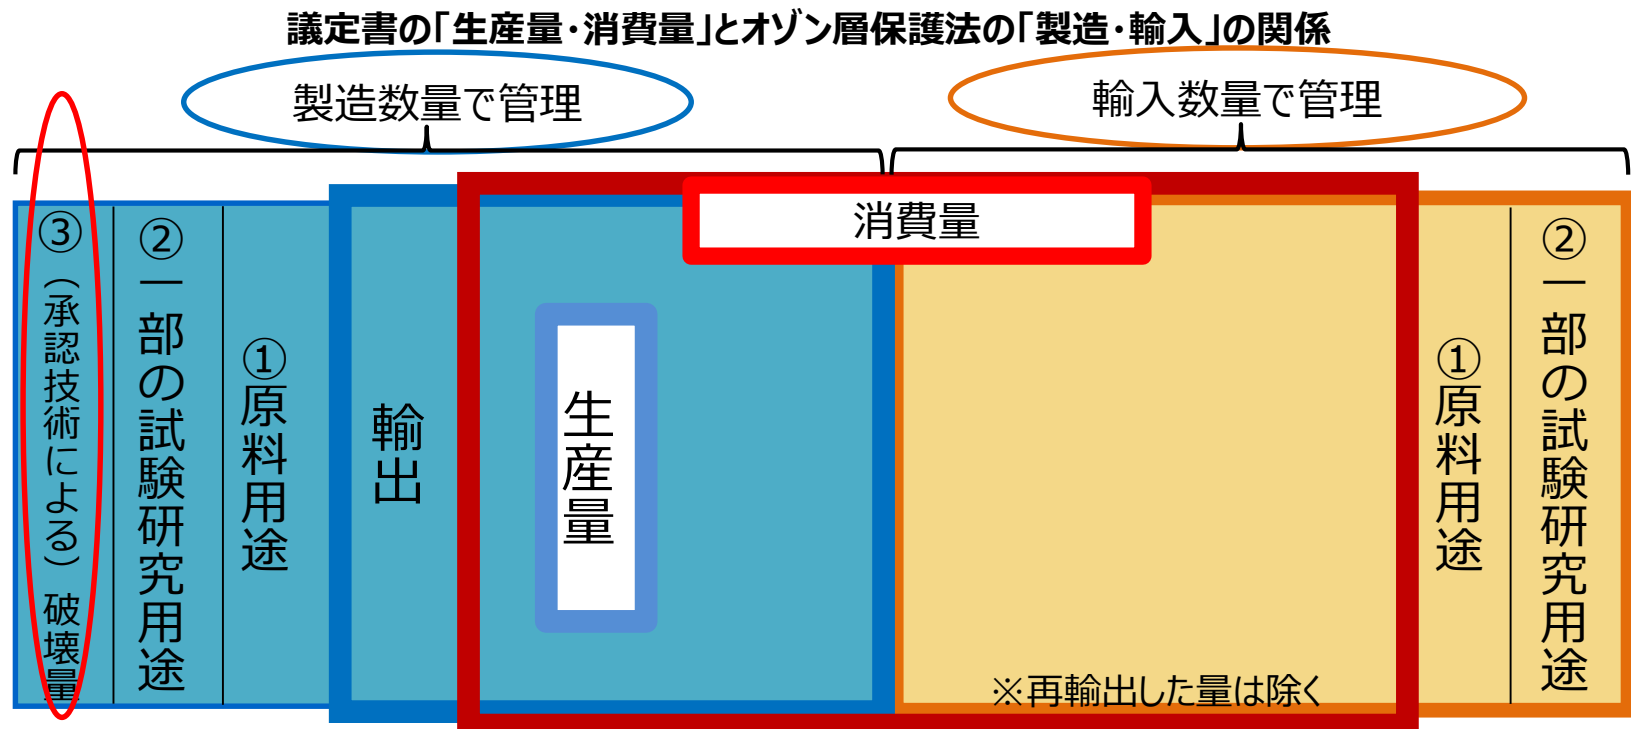 議定書の「生産量・消費量」とオゾン層保護法の「製造・輸入」の関係
製造数量で管理
輸入数量で管理
消費量
③（承認技術による）破壊量
②一部の試験研究用途
①原料用途
輸出
生産量
①原料用途
②一部の試験研究用途
※再輸出した量は除く